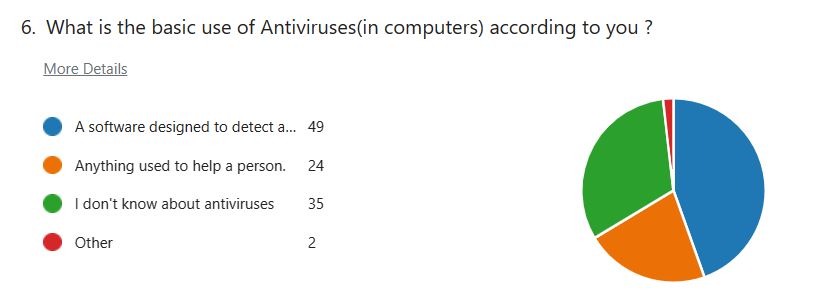 6. What is the basic use of Antiviruses(in computers) according to you ?
More Details
A software designed to detect a... 49
Anything used to help a person. 24
I don't know about antiviruses 35
Other 2